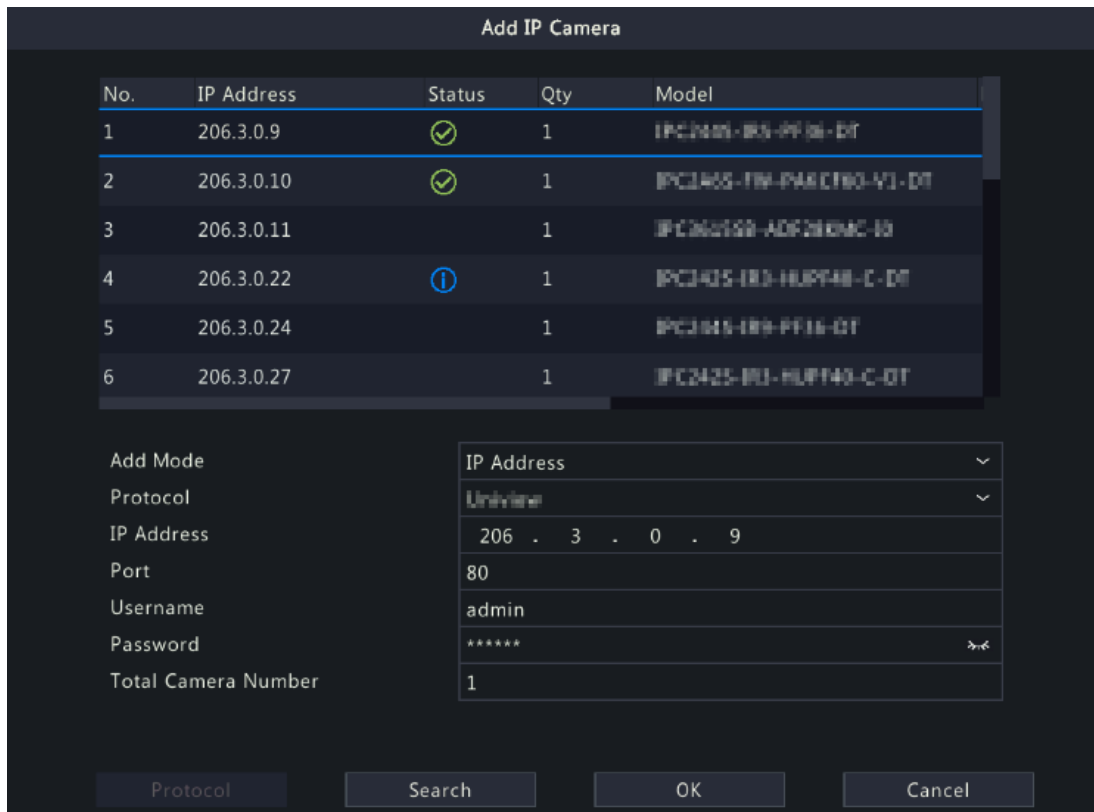 Add IP Camera
No. IP Address Status Qty Model
1 206.3.0.9 1
2 206.3.0.10 1
3 206.3.0.11 1
4 206.3.0.22 1
5 206.3.0.24 1
6 206.3.0.27 1
Add Mode IP Address
Protocol
IP Address 206 . 3 . 0 . 9
Port 80
Username admin
Password ******
Total Camera Number 1
Protocol Search OK Cancel